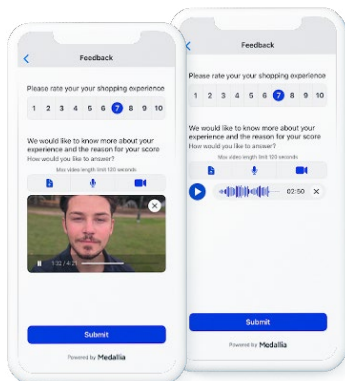 Feedback
Please rate your your shopping experience
1 2 3 4 5 6 7 8 9 10
We would like to know more about your
experience and the reason for your score
How would you like to answer?
Max video length limit 120 seconds
1:32 / 4:21
Submit
Powered by Medallia
Feedback
Please rate your your shopping experience
1 2 3 4 5 6 7 8 9 10
We would like to know more about your
experience and the reason for your score
How would you like to answer?
Max video length limit 120 seconds
02:50
Submit
Powered by Medallia